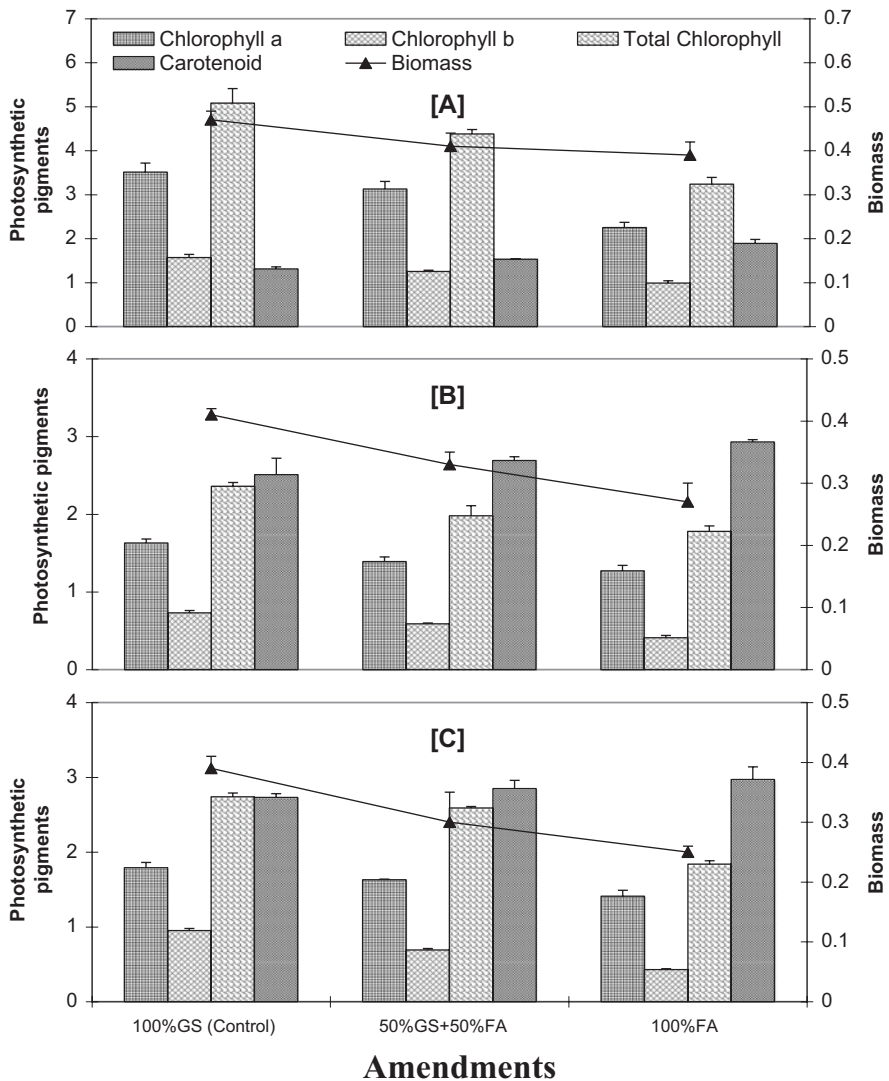 Chlorophyll a Chlorophyll b Total Chlorophyll
Carotenoid Biomass
[A]
Photosynthetic
pigments
7
6
5
4
3
2
1
0
0.7
0.6
0.5
0.4
0.3
0.2
0.1
0
Biomass
[B]
Photosynthetic pigments
4
3
2
1
0
0.5
0.4
0.3
0.2
0.1
0
Biomass
[C]
Photosynthetic
pigments
4
3
2
1
0
0.5
0.4
0.3
0.2
0.1
0
Biomass
100%GS (Control) 50%GS+50%FA 100%FA
Amendments